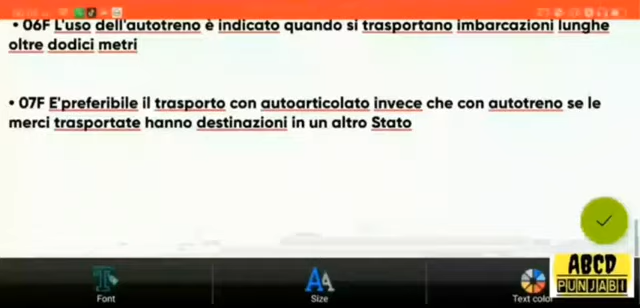 • 06F L'uso dell'autotreno è indicato quando si trasportano imbarcazioni lunghe
oltre dodici metri
• 07F E'preferibile il trasporto con autoarticolato invece che con autotreno se le
merci trasportate hanno destinazioni in un altro Stato
Font
Size
Text color
ABCD
PUNJABI